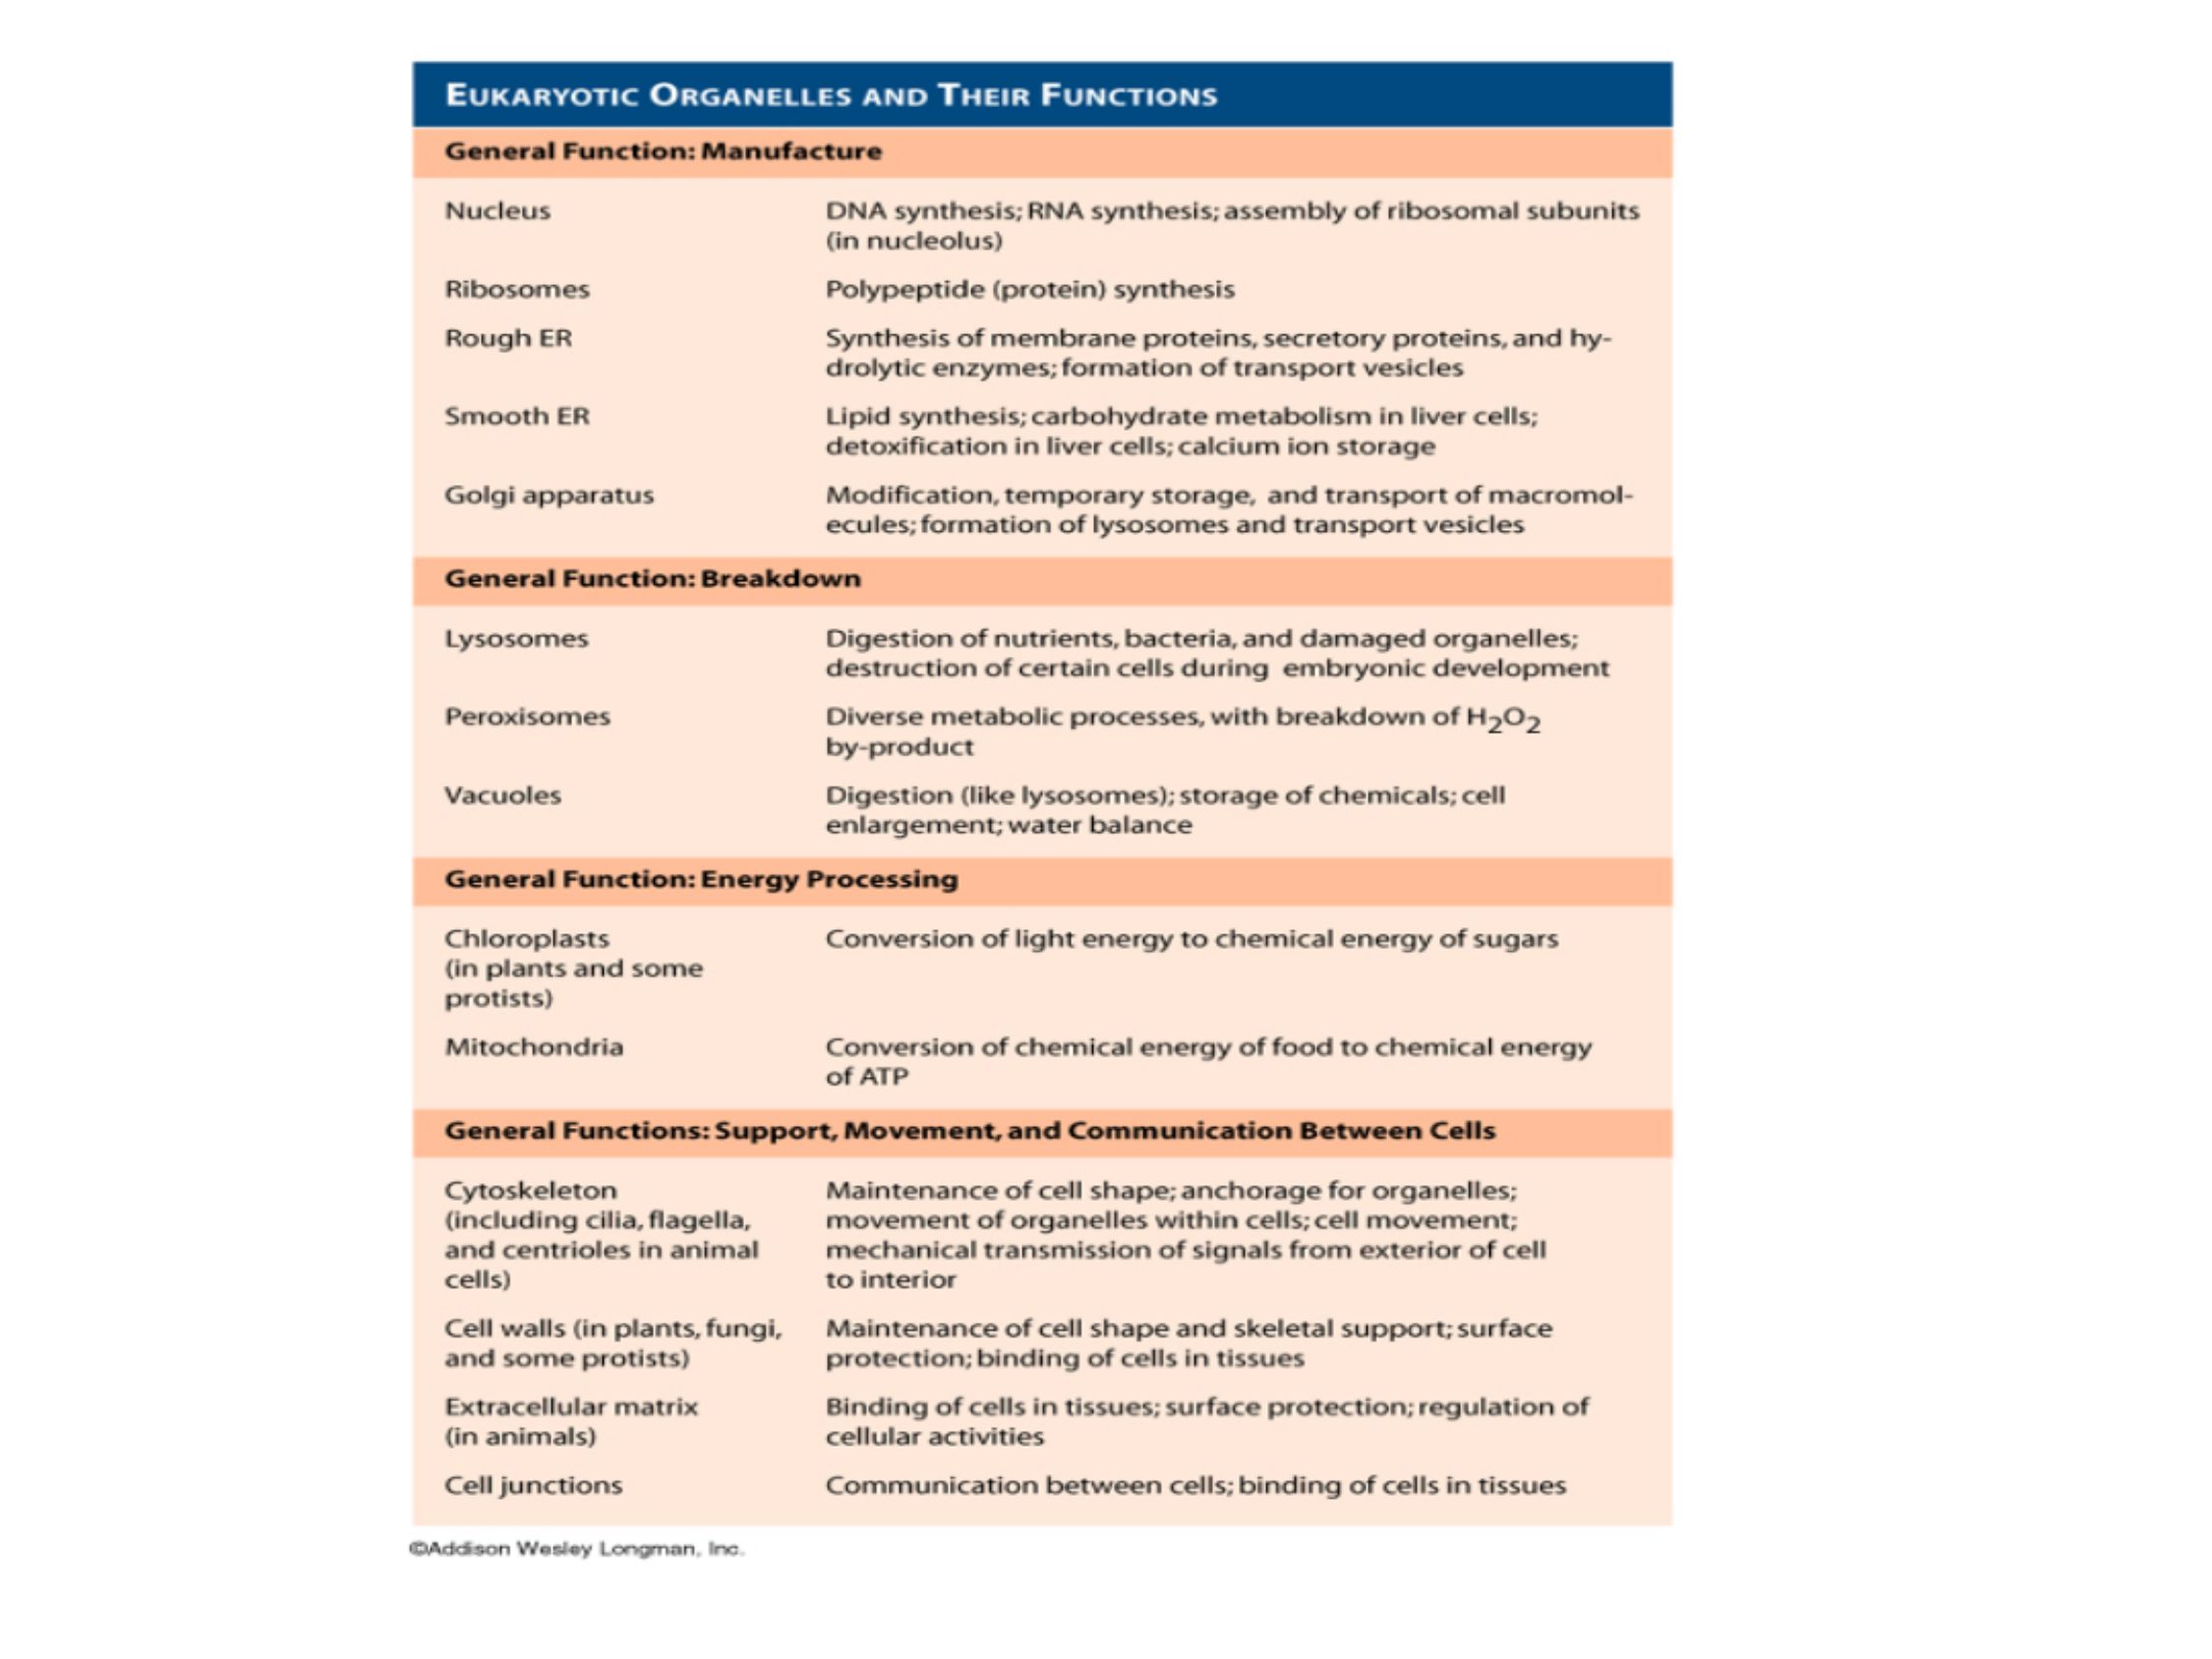 EUKARYOTIC ORGANELLES AND THEIR FUNCTIONS
General Function: Manufacture
Nucleus DNA synthesis; RNA synthesis; assembly of ribosomal subunits
(in nucleolus)
Ribosomes Polypeptide (protein) synthesis
Rough ER Synthesis of membrane proteins, secretory proteins, and hy-
drolytic enzymes; formation of transport vesicles
Smooth ER Lipid synthesis; carbohydrate metabolism in liver cells;
detoxification in liver cells; calcium ion storage
Golgi apparatus Modification, temporary storage, and transport of macromol-
ecules; formation of lysosomes and transport vesicles
General Function: Breakdown
Lysosomes Digestion of nutrients, bacteria, and damaged organelles;
destruction of certain cells during embryonic development
Peroxisomes Diverse metabolic processes, with breakdown of H₂O₂
by-product
Vacuoles Digestion (like lysosomes); storage of chemicals; cell
enlargement; water balance
General Function: Energy Processing
Chloroplasts Conversion of light energy to chemical energy of sugars
(in plants and some
protists)
Mitochondria Conversion of chemical energy of food to chemical energy
of ATP
General Functions: Support, Movement, and Communication Between Cells
Cytoskeleton Maintenance of cell shape; anchorage for organelles;
(including cilia, flagella, movement of organelles within cells; cell movement;
and centrioles in animal mechanical transmission of signals from exterior of cell
cells) to interior
Cell walls (in plants, fungi, Maintenance of cell shape and skeletal support; surface
and some protists) protection; binding of cells in tissues
Extracellular matrix Binding of cells in tissues; surface protection; regulation of
(in animals) cellular activities
Cell junctions Communication between cells; binding of cells in tissues
©Addison Wesley Longman, Inc.